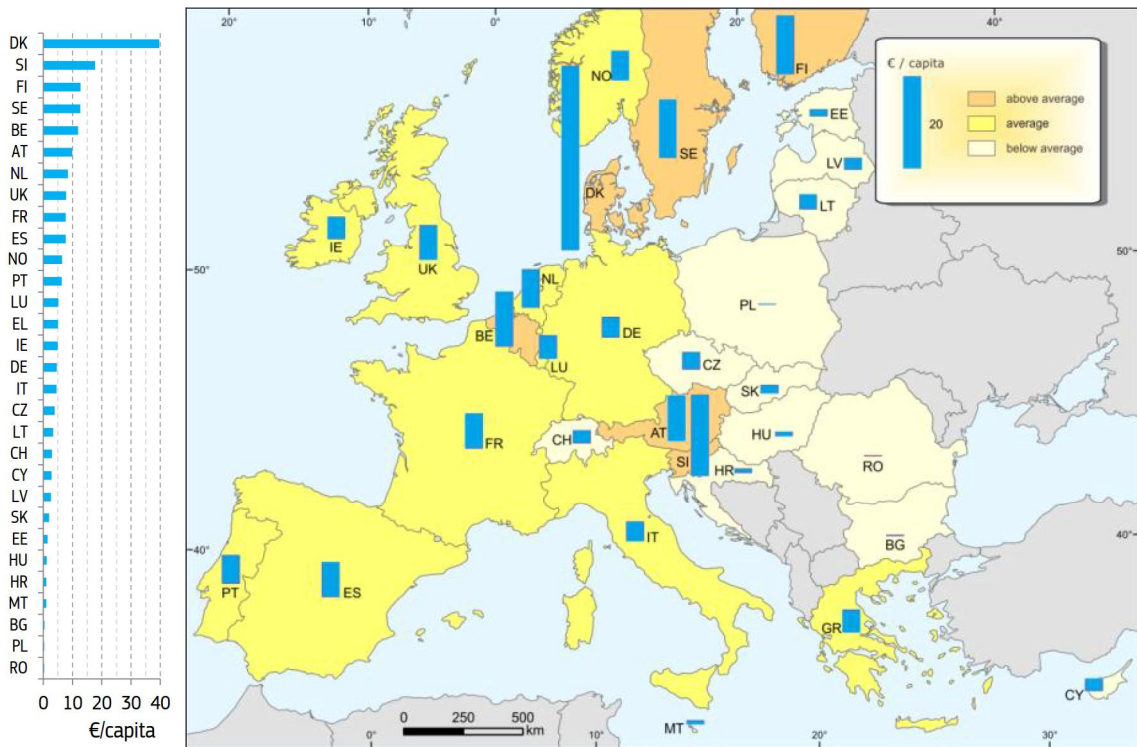 DK
SI
FI
SE
BE
AT
NL
UK
FR
ES
NO
PT
LU
EL
IE
DE
IT
CZ
LT
CH
CY
LV
SK
EE
HU
HR
MT
BG
PL
RO
0 10 20 30 40
€/capita
20° 0° 20° 40°
50°
40°
50°
40°
0° 10° 20° 30°
€ / capita
20
above average
average
below average
NO
FI
EE
SE
LV
DK
LT
IE
UK
NL
PL
BE
DE
LU
CZ
SK
AT
HU
CH
FR
SI
HR
RO
IT
BG
PT
ES
GR
CY
MT
0 250 500
km